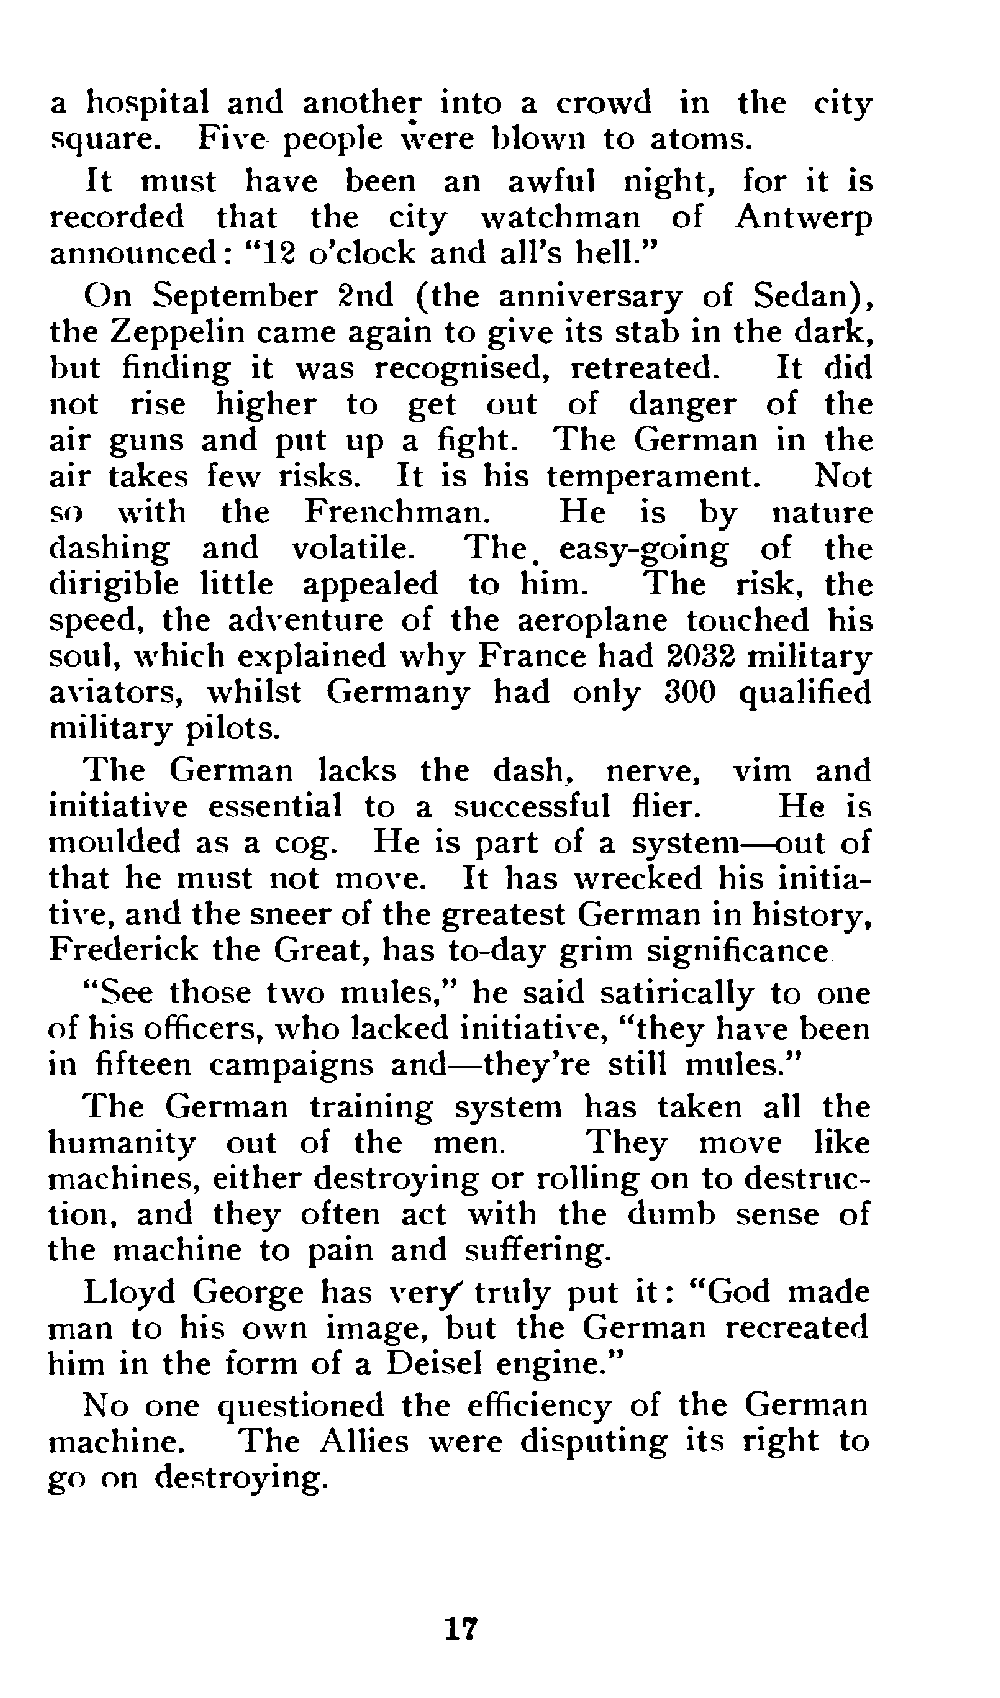 a hospital and another into a crowd in the city
square. Five people were blown to atoms.
It must have been an awful night, for it is
recorded that the city watchman of Antwerp
announced: “12 o’clock and all’s hell.”
On September 2nd (the anniversary of Sedan),
the Zeppelin came again to give its stab in the dark,
but finding it was recognised, retreated. It did
not rise higher to get out of danger of the
air guns and put up a fight. The German in the
air takes few risks. It is his temperament. Not
so with the Frenchman. He is by nature
dashing and volatile. The easy-going of the
dirigible little appealed to him. The risk, the
speed, the adventure of the aeroplane touched his
soul, which explained why France had 2032 military
aviators, whilst Germany had only 300 qualified
military pilots.
The German lacks the dash, nerve, vim and
initiative essential to a successful flier. He is
moulded as a cog. He is part of a system—out of
that he must not move. It has wrecked his initia-
tive, and the sneer of the greatest German in history,
Frederick the Great, has to-day grim significance
“See those two mules,” he said satirically to one
of his officers, who lacked initiative, “they have been
in fifteen campaigns and—they’re still mules.”
The German training system has taken all the
humanity out of the men. They move like
machines, either destroying or rolling on to destruc-
tion, and they often act with the dumb sense of
the machine to pain and suffering.
Lloyd George has very truly put it: “God made
man to his own image, but the German recreated
him in the form of a Deisel engine.”
No one questioned the efficiency of the German
machine. The Allies were disputing its right to
go on destroying.
17